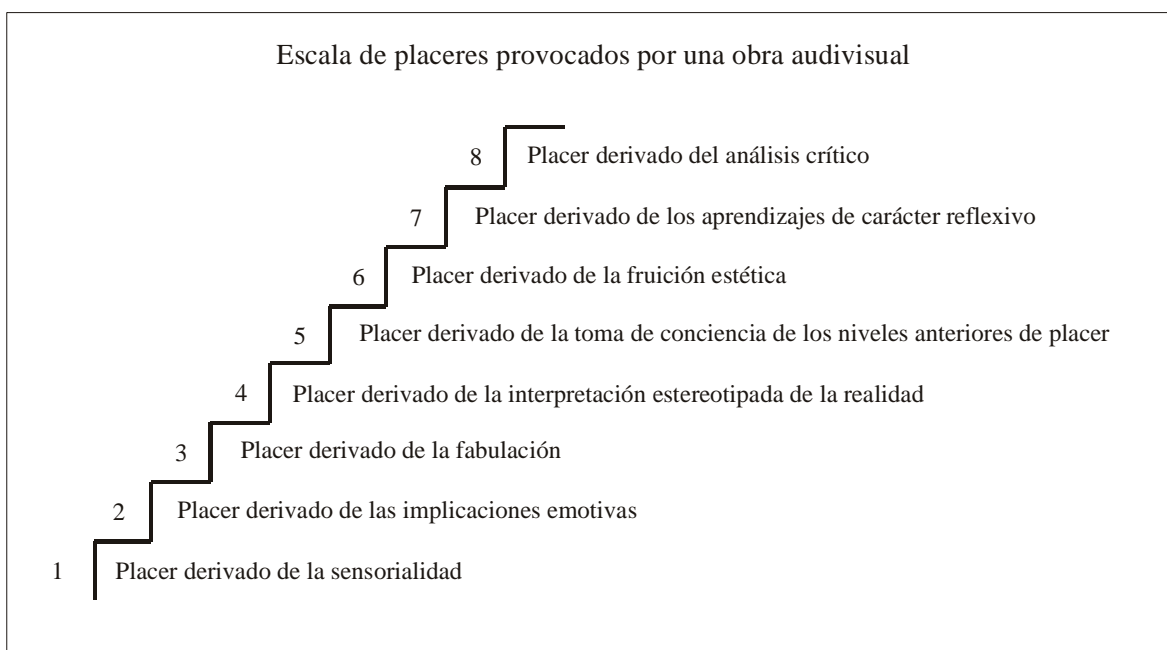 Escala de placeres provocados por una obra audivisual
8 Placer derivado del análisis crítico
7 Placer derivado de los aprendizajes de carácter reflexivo
6 Placer derivado de la fruición estética
5 Placer derivado de la toma de conciencia de los niveles anteriores de placer
4 Placer derivado de la interpretación estereotipada de la realidad
3 Placer derivado de la fabulación
2 Placer derivado de las implicaciones emotivas
1 Placer derivado de la sensorialidad